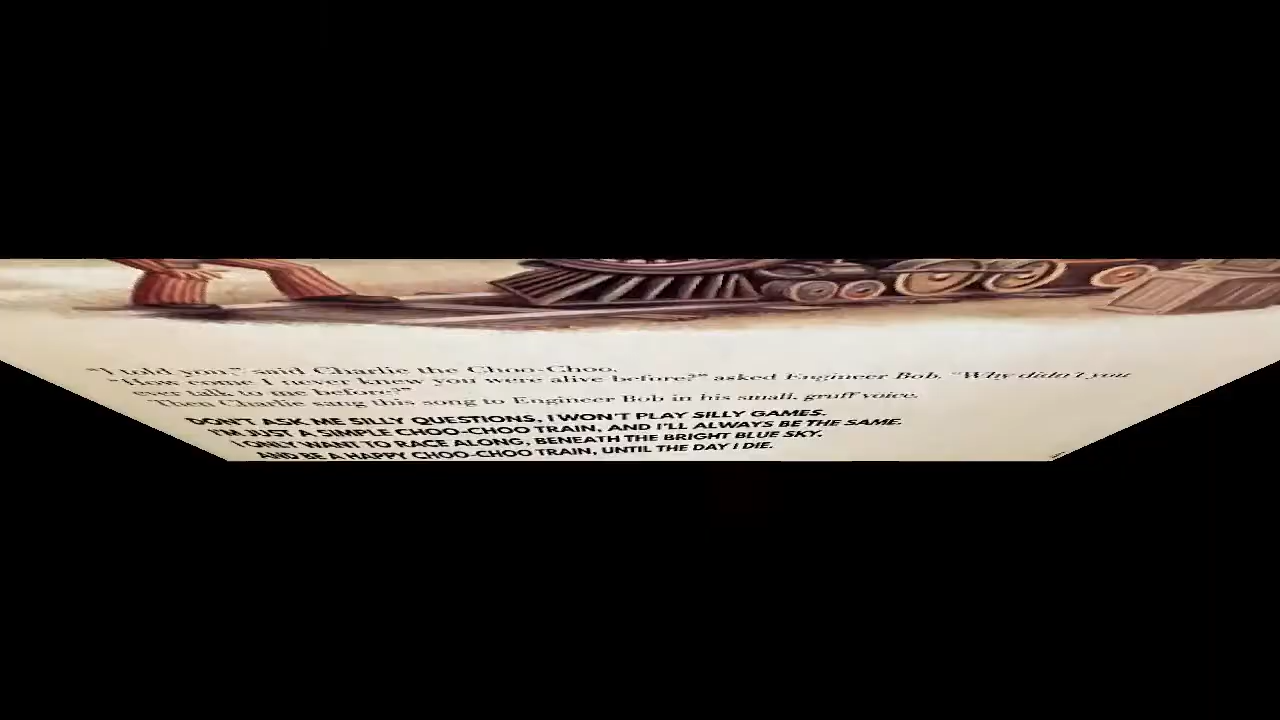 "I told you," said Charlie the Choo-Choo.
"How come I never knew you were alive before?" asked Engineer Bob. "Why didn't you
ever talk to me before?"
Then Charlie sang this song to Engineer Bob in his small, gruff voice.
DON'T ASK ME SILLY QUESTIONS, I WON'T PLAY SILLY GAMES.
I'M JUST A SIMPLE CHOO-CHOO TRAIN, AND I'LL ALWAYS BE THE SAME.
I ONLY WANT TO RACE ALONG, BENEATH THE BRIGHT BLUE SKY,
AND BE A HAPPY CHOO-CHOO TRAIN, UNTIL THE DAY I DIE.